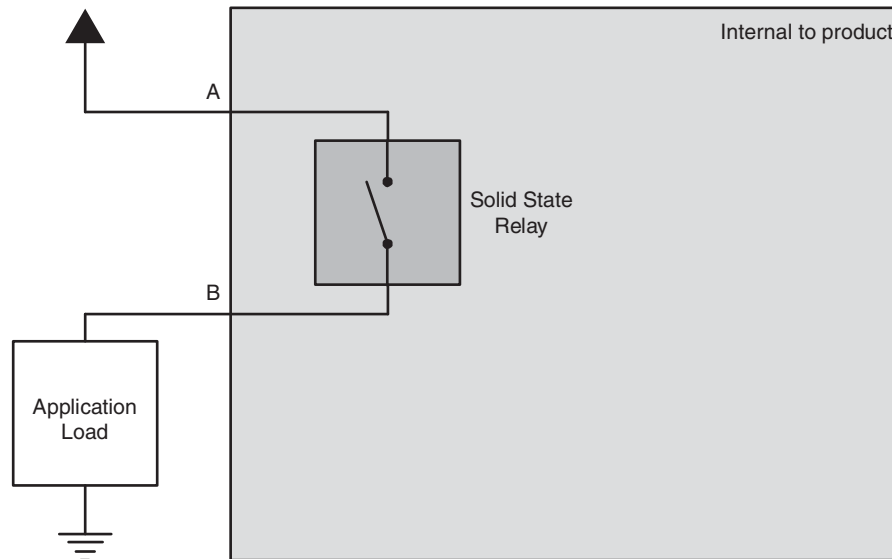 Internal to product
A
Solid State
Relay
B
Application
Load